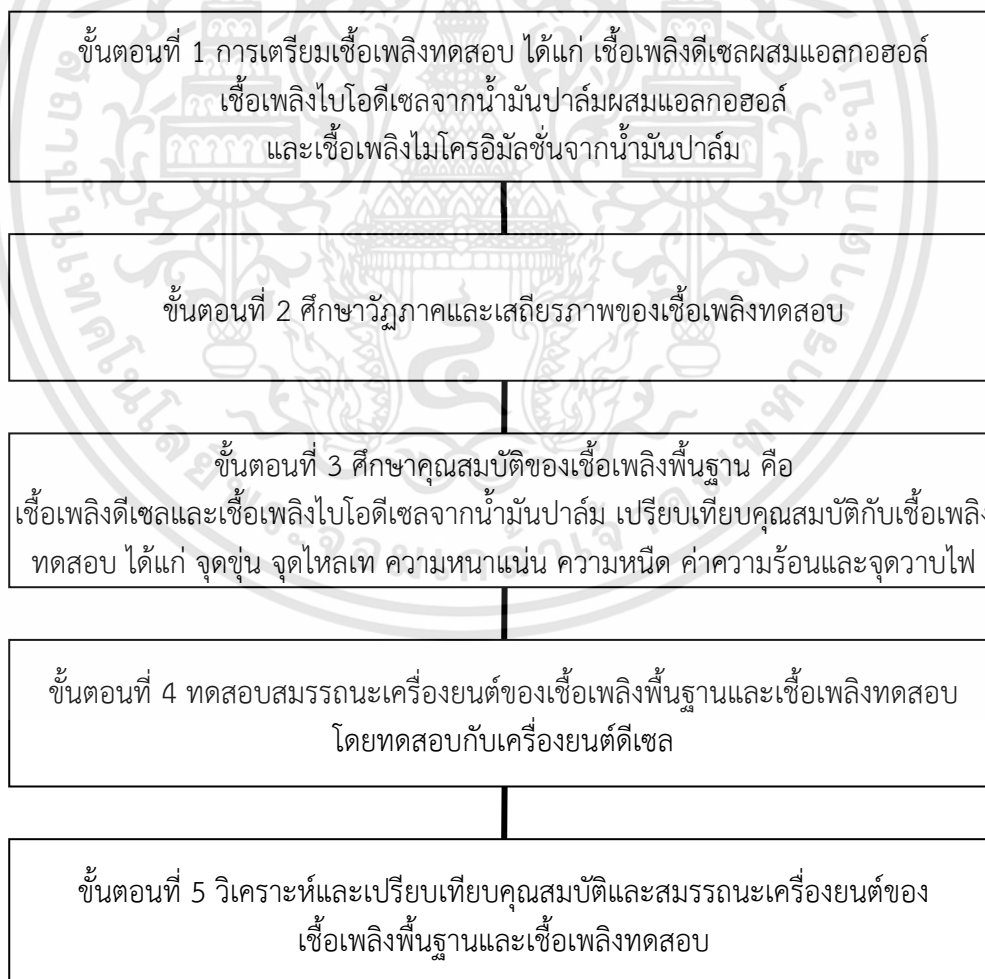 ขั้นตอนที่ 1 การเตรียมเชื้อเพลิงทดสอบ ได้แก่ เชื้อเพลิงดีเซลผสมแอลกอฮอล์
เชื้อเพลิงไบโอดีเซลจากน้ำมันปาล์มผสมแอลกอฮอล์
และเชื้อเพลิงไมโครอิมัลชั่นจากน้ำมันปาล์ม
ขั้นตอนที่ 2 ศึกษาวัฏภาคและเสถียรภาพของเชื้อเพลิงทดสอบ
ขั้นตอนที่ 3 ศึกษาคุณสมบัติของเชื้อเพลิงพื้นฐาน คือ
เชื้อเพลิงดีเซลและเชื้อเพลิงไบโอดีเซลจากน้ำมันปาล์ม เปรียบเทียบคุณสมบัติกับเชื้อเพลิง
ทดสอบ ได้แก่ จุดขุ่น จุดไหลเท ความหนาแน่น ความหนืด ค่าความร้อนและจุดวาบไฟ
ขั้นตอนที่ 4 ทดสอบสมรรถนะเครื่องยนต์ของเชื้อเพลิงพื้นฐานและเชื้อเพลิงทดสอบ
โดยทดสอบกับเครื่องยนต์ดีเซล
ขั้นตอนที่ 5 วิเคราะห์และเปรียบเทียบคุณสมบัติและสมรรถนะเครื่องยนต์ของ
เชื้อเพลิงพื้นฐานและเชื้อเพลิงทดสอบ